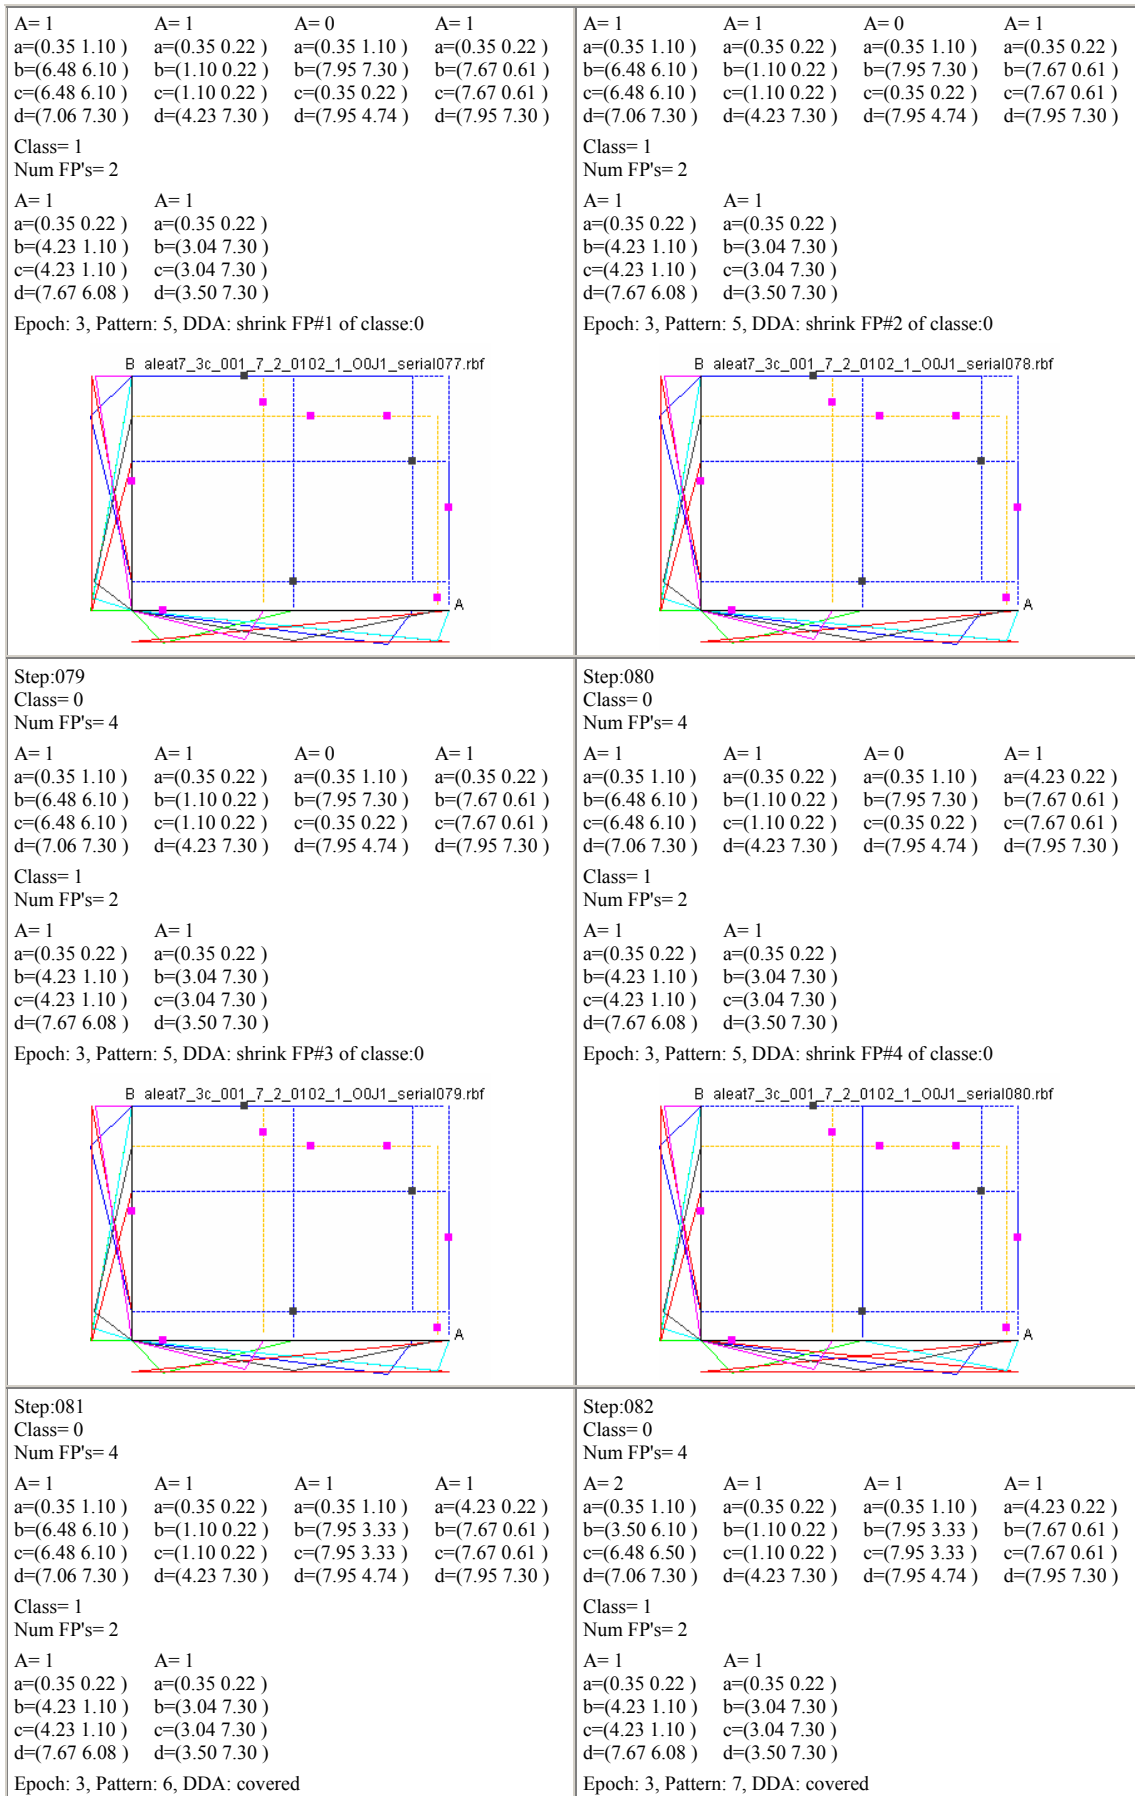 A= 1 A= 1 A= 0 A= 1
a=(0.35 1.10 ) a=(0.35 0.22 ) a=(0.35 1.10 ) a=(0.35 0.22 )
b=(6.48 6.10 ) b=(1.10 0.22 ) b=(7.95 7.30 ) b=(7.67 0.61 )
c=(6.48 6.10 ) c=(1.10 0.22 ) c=(0.35 0.22 ) c=(7.67 0.61 )
d=(7.06 7.30 ) d=(4.23 7.30 ) d=(7.95 4.74 ) d=(7.95 7.30 )
Class= 1
Num FP's= 2
A= 1 A= 1
a=(0.35 0.22 ) a=(0.35 0.22 )
b=(4.23 1.10 ) b=(3.04 7.30 )
c=(4.23 1.10 ) c=(3.04 7.30 )
d=(7.67 6.08 ) d=(3.50 7.30 )
Epoch: 3, Pattern: 5, DDA: shrink FP#1 of classe:0
B aleat7_3c_001_7_2_0102_1_O0J1_serial077.rbf
A
A= 1 A= 1 A= 0 A= 1
a=(0.35 1.10 ) a=(0.35 0.22 ) a=(0.35 1.10 ) a=(0.35 0.22 )
b=(6.48 6.10 ) b=(1.10 0.22 ) b=(7.95 7.30 ) b=(7.67 0.61 )
c=(6.48 6.10 ) c=(1.10 0.22 ) c=(0.35 0.22 ) c=(7.67 0.61 )
d=(7.06 7.30 ) d=(4.23 7.30 ) d=(7.95 4.74 ) d=(7.95 7.30 )
Class= 1
Num FP's= 2
A= 1 A= 1
a=(0.35 0.22 ) a=(0.35 0.22 )
b=(4.23 1.10 ) b=(3.04 7.30 )
c=(4.23 1.10 ) c=(3.04 7.30 )
d=(7.67 6.08 ) d=(3.50 7.30 )
Epoch: 3, Pattern: 5, DDA: shrink FP#2 of classe:0
B aleat7_3c_001_7_2_0102_1_O0J1_serial078.rbf
A
Step:079
Class= 0
Num FP's= 4
A= 1 A= 1 A= 0 A= 1
a=(0.35 1.10 ) a=(0.35 0.22 ) a=(0.35 1.10 ) a=(0.35 0.22 )
b=(6.48 6.10 ) b=(1.10 0.22 ) b=(7.95 7.30 ) b=(7.67 0.61 )
c=(6.48 6.10 ) c=(1.10 0.22 ) c=(0.35 0.22 ) c=(7.67 0.61 )
d=(7.06 7.30 ) d=(4.23 7.30 ) d=(7.95 4.74 ) d=(7.95 7.30 )
Class= 1
Num FP's= 2
A= 1 A= 1
a=(0.35 0.22 ) a=(0.35 0.22 )
b=(4.23 1.10 ) b=(3.04 7.30 )
c=(4.23 1.10 ) c=(3.04 7.30 )
d=(7.67 6.08 ) d=(3.50 7.30 )
Epoch: 3, Pattern: 5, DDA: shrink FP#3 of classe:0
B aleat7_3c_001_7_2_0102_1_O0J1_serial079.rbf
A
Step:080
Class= 0
Num FP's= 4
A= 1 A= 1 A= 0 A= 1
a=(0.35 1.10 ) a=(0.35 0.22 ) a=(0.35 1.10 ) a=(4.23 0.22 )
b=(6.48 6.10 ) b=(1.10 0.22 ) b=(7.95 7.30 ) b=(7.67 0.61 )
c=(6.48 6.10 ) c=(1.10 0.22 ) c=(0.35 0.22 ) c=(7.67 0.61 )
d=(7.06 7.30 ) d=(4.23 7.30 ) d=(7.95 4.74 ) d=(7.95 7.30 )
Class= 1
Num FP's= 2
A= 1 A= 1
a=(0.35 0.22 ) a=(0.35 0.22 )
b=(4.23 1.10 ) b=(3.04 7.30 )
c=(4.23 1.10 ) c=(3.04 7.30 )
d=(7.67 6.08 ) d=(3.50 7.30 )
Epoch: 3, Pattern: 5, DDA: shrink FP#4 of classe:0
B aleat7_3c_001_7_2_0102_1_O0J1_serial080.rbf
A
Step:081
Class= 0
Num FP's= 4
A= 1 A= 1 A= 1 A= 1
a=(0.35 1.10 ) a=(0.35 0.22 ) a=(0.35 1.10 ) a=(4.23 0.22 )
b=(6.48 6.10 ) b=(1.10 0.22 ) b=(7.95 3.33 ) b=(7.67 0.61 )
c=(6.48 6.10 ) c=(1.10 0.22 ) c=(7.95 3.33 ) c=(7.67 0.61 )
d=(7.06 7.30 ) d=(4.23 7.30 ) d=(7.95 4.74 ) d=(7.95 7.30 )
Class= 1
Num FP's= 2
A= 1 A= 1
a=(0.35 0.22 ) a=(0.35 0.22 )
b=(4.23 1.10 ) b=(3.04 7.30 )
c=(4.23 1.10 ) c=(3.04 7.30 )
d=(7.67 6.08 ) d=(3.50 7.30 )
Epoch: 3, Pattern: 6, DDA: covered
Step:082
Class= 0
Num FP's= 4
A= 2 A= 1 A= 1 A= 1
a=(0.35 1.10 ) a=(0.35 0.22 ) a=(0.35 1.10 ) a=(4.23 0.22 )
b=(3.50 6.10 ) b=(1.10 0.22 ) b=(7.95 3.33 ) b=(7.67 0.61 )
c=(6.48 6.50 ) c=(1.10 0.22 ) c=(7.95 3.33 ) c=(7.67 0.61 )
d=(7.06 7.30 ) d=(4.23 7.30 ) d=(7.95 4.74 ) d=(7.95 7.30 )
Class= 1
Num FP's= 2
A= 1 A= 1
a=(0.35 0.22 ) a=(0.35 0.22 )
b=(4.23 1.10 ) b=(3.04 7.30 )
c=(4.23 1.10 ) c=(3.04 7.30 )
d=(7.67 6.08 ) d=(3.50 7.30 )
Epoch: 3, Pattern: 7, DDA: covered